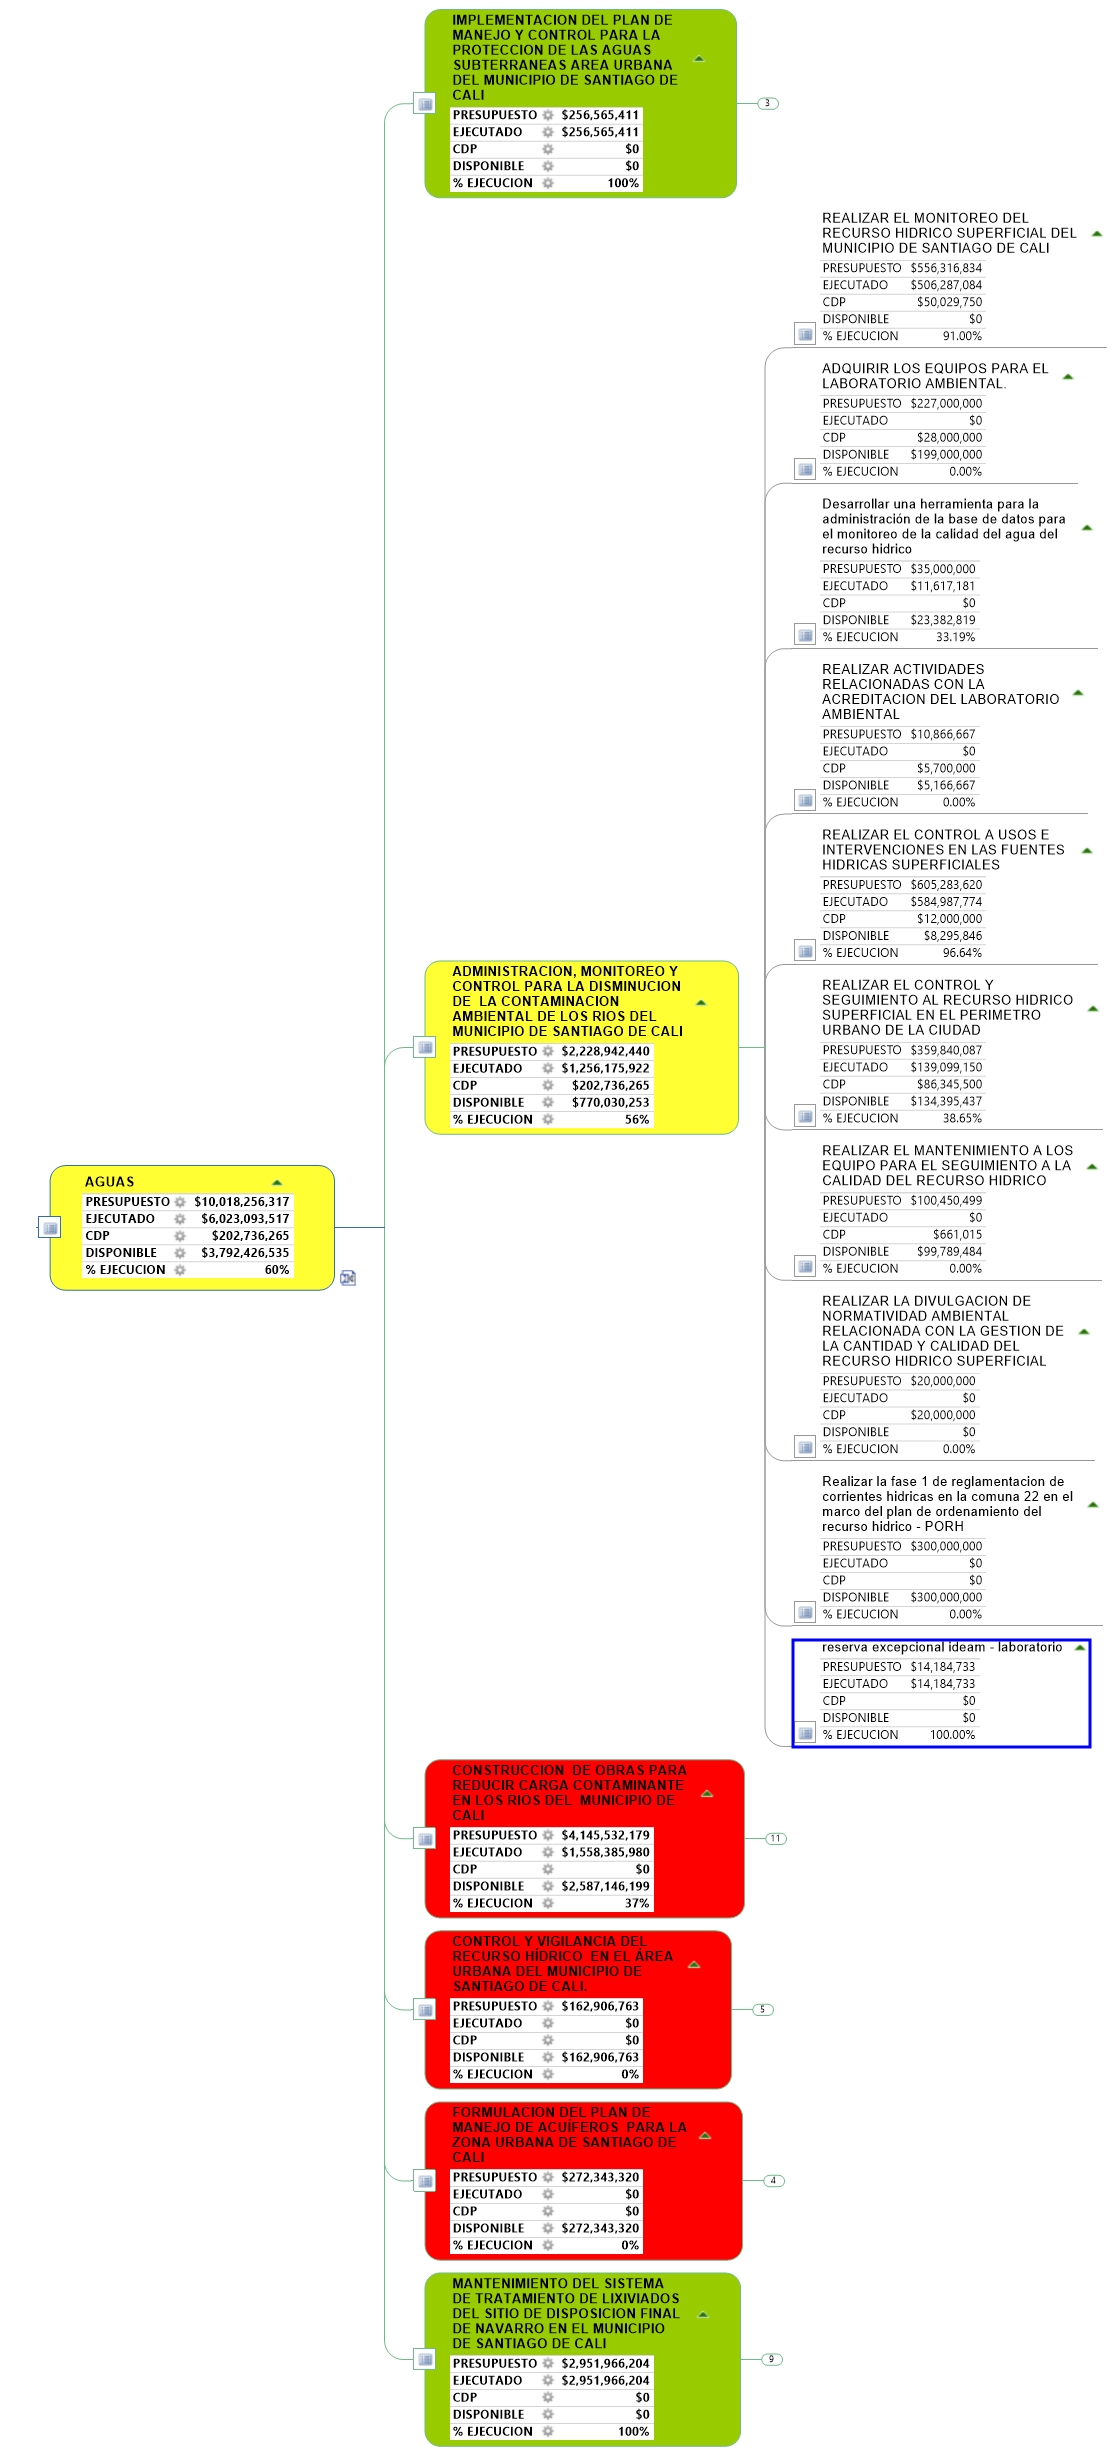 IMPLEMENTACION DEL PLAN DE
MANEJO Y CONTROL PARA LA
PROTECCION DE LAS AGUAS
SUBTERRANEAS AREA URBANA
DEL MUNICIPIO DE SANTIAGO DE
CALI
PRESUPUESTO $256,565,411
EJECUTADO $256,565,411
CDP $0
DISPONIBLE $0
% EJECUCION 100%
3
REALIZAR EL MONITOREO DEL
RECURSO HIDRICO SUPERFICIAL DEL
MUNICIPIO DE SANTIAGO DE CALI
PRESUPUESTO $556,316,834
EJECUTADO $506,287,084
CDP $50,029,750
DISPONIBLE $0
% EJECUCION 91.00%
ADQUIRIR LOS EQUIPOS PARA EL
LABORATORIO AMBIENTAL.
PRESUPUESTO $227,000,000
EJECUTADO $0
CDP $28,000,000
DISPONIBLE $199,000,000
% EJECUCION 0.00%
Desarrollar una herramienta para la
administración de la base de datos para
el monitoreo de la calidad del agua del
recurso hidrico
PRESUPUESTO $35,000,000
EJECUTADO $11,617,181
CDP $0
DISPONIBLE $23,382,819
% EJECUCION 33.19%
REALIZAR ACTIVIDADES
RELACIONADAS CON LA
ACREDITACION DEL LABORATORIO
AMBIENTAL
PRESUPUESTO $10,866,667
EJECUTADO $0
CDP $5,700,000
DISPONIBLE $5,166,667
% EJECUCION 0.00%
REALIZAR EL CONTROL A USOS E
INTERVENCIONES EN LAS FUENTES
HIDRICAS SUPERFICIALES
PRESUPUESTO $605,283,620
EJECUTADO $584,987,774
CDP $12,000,000
DISPONIBLE $8,295,846
% EJECUCION 96.64%
ADMINISTRACION, MONITOREO Y
CONTROL PARA LA DISMINUCION
DE LA CONTAMINACION
AMBIENTAL DE LOS RIOS DEL
MUNICIPIO DE SANTIAGO DE CALI
PRESUPUESTO $2,228,942,440
EJECUTADO $1,256,175,922
CDP $202,736,265
DISPONIBLE $770,030,253
% EJECUCION 56%
REALIZAR EL CONTROL Y
SEGUIMIENTO AL RECURSO HIDRICO
SUPERFICIAL EN EL PERIMETRO
URBANO DE LA CIUDAD
PRESUPUESTO $359,840,087
EJECUTADO $139,099,150
CDP $86,345,500
DISPONIBLE $134,395,437
% EJECUCION 38.65%
AGUAS
PRESUPUESTO $10,018,256,317
EJECUTADO $6,023,093,517
CDP $202,736,265
DISPONIBLE $3,792,426,535
% EJECUCION 60%
REALIZAR EL MANTENIMIENTO A LOS
EQUIPO PARA EL SEGUIMIENTO A LA
CALIDAD DEL RECURSO HIDRICO
PRESUPUESTO $100,450,499
EJECUTADO $0
CDP $661,015
DISPONIBLE $99,789,484
% EJECUCION 0.00%
REALIZAR LA DIVULGACION DE
NORMATIVIDAD AMBIENTAL
RELACIONADA CON LA GESTION DE
LA CANTIDAD Y CALIDAD DEL
RECURSO HIDRICO SUPERFICIAL
PRESUPUESTO $20,000,000
EJECUTADO $0
CDP $20,000,000
DISPONIBLE $0
% EJECUCION 0.00%
Realizar la fase 1 de reglamentacion de
corrientes hidricas en la comuna 22 en el
marco del plan de ordenamiento del
recurso hidrico - PORH
PRESUPUESTO $300,000,000
EJECUTADO $0
CDP $0
DISPONIBLE $300,000,000
% EJECUCION 0.00%
reserva excepcional ideam - laboratorio
PRESUPUESTO $14,184,733
EJECUTADO $14,184,733
CDP $0
DISPONIBLE $0
% EJECUCION 100.00%
CONSTRUCCION DE OBRAS PARA
REDUCIR CARGA CONTAMINANTE
EN LOS RIOS DEL MUNICIPIO DE
CALI
PRESUPUESTO $4,145,532,179
EJECUTADO $1,558,385,980
CDP $0
DISPONIBLE $2,587,146,199
% EJECUCION 37%
11
CONTROL Y VIGILANCIA DEL
RECURSO HÍDRICO EN EL ÁREA
URBANA DEL MUNICIPIO DE
SANTIAGO DE CALI.
PRESUPUESTO $162,906,763
EJECUTADO $0
CDP $0
DISPONIBLE $162,906,763
% EJECUCION 0%
5
FORMULACION DEL PLAN DE
MANEJO DE ACUÍFEROS PARA LA
ZONA URBANA DE SANTIAGO DE
CALI
PRESUPUESTO $272,343,320
EJECUTADO $0
CDP $0
DISPONIBLE $272,343,320
% EJECUCION 0%
4
MANTENIMIENTO DEL SISTEMA
DE TRATAMIENTO DE LIXIVIADOS
DEL SITIO DE DISPOSICION FINAL
DE NAVARRO EN EL MUNICIPIO
DE SANTIAGO DE CALI
PRESUPUESTO $2,951,966,204
EJECUTADO $2,951,966,204
CDP $0
DISPONIBLE $0
% EJECUCION 100%
9